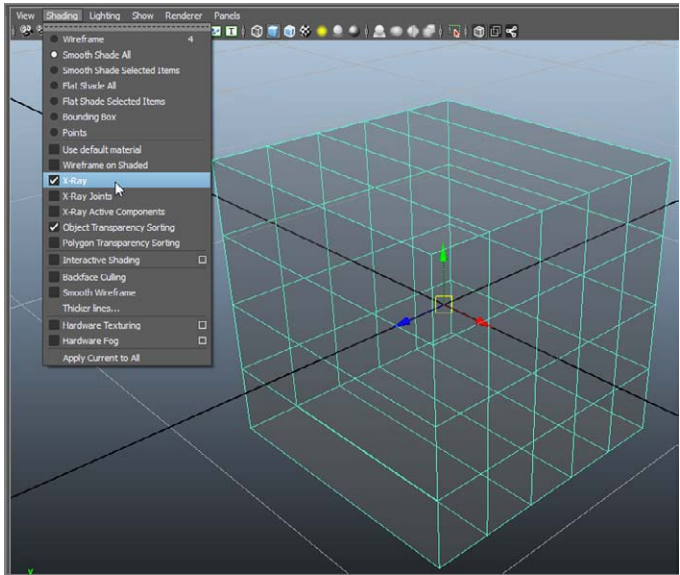 View Shading Lighting Show Renderer Panels
Wireframe 4
Smooth Shade All
Smooth Shade Selected Items
Flat Shade All
Flat Shade Selected Items
Bounding Box
Points
Use default material
Wireframe on Shaded
X-Ray
X-Ray Joints
X-Ray Active Components
Object Transparency Sorting
Polygon Transparency Sorting
Interactive Shading
Backface Culling
Smooth Wireframe
Thicker lines...
Hardware Texturing
Hardware Fog
Apply Current to All
y